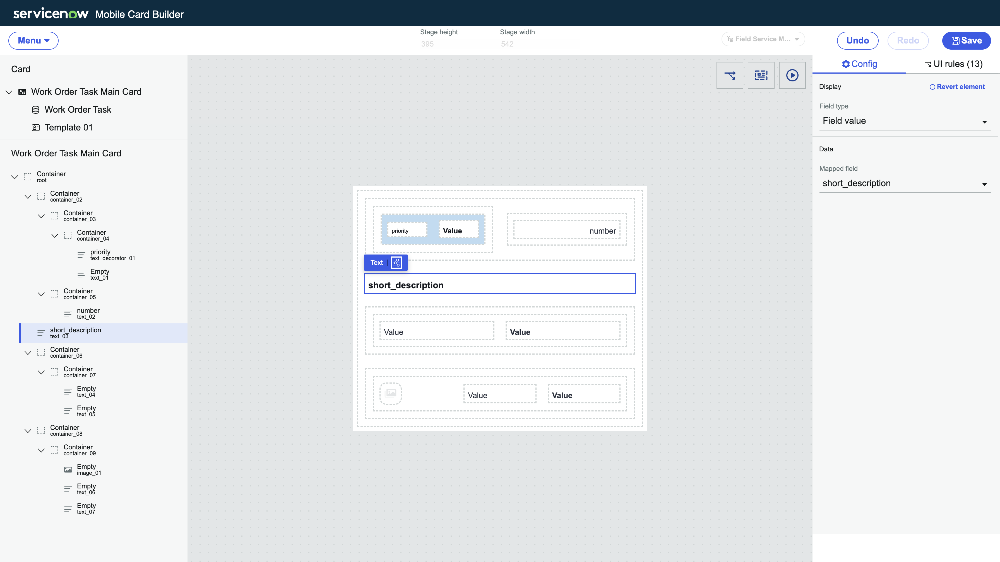 servicenow Mobile Card Builder
Menu
Stage height
395
Stage width
542
Field Service M...
Undo
Redo
Save
Card
Work Order Task Main Card
Work Order Task
Template 01
Work Order Task Main Card
Container
root
Container
container_02
Container
container_03
Container
container_04
priority
text_decorator_01
Empty
text_01
Container
container_05
number
text_02
short_description
text_03
Container
container_06
Container
container_07
Empty
text_04
Empty
text_05
Container
container_08
Container
container_09
Empty
image_01
Empty
text_06
Empty
text_07
priority
Value
number
Text
short_description
Value
Value
Value
Value
Config
UI rules (13)
Display
Revert element
Field type
Field value
Data
Mapped field
short_description